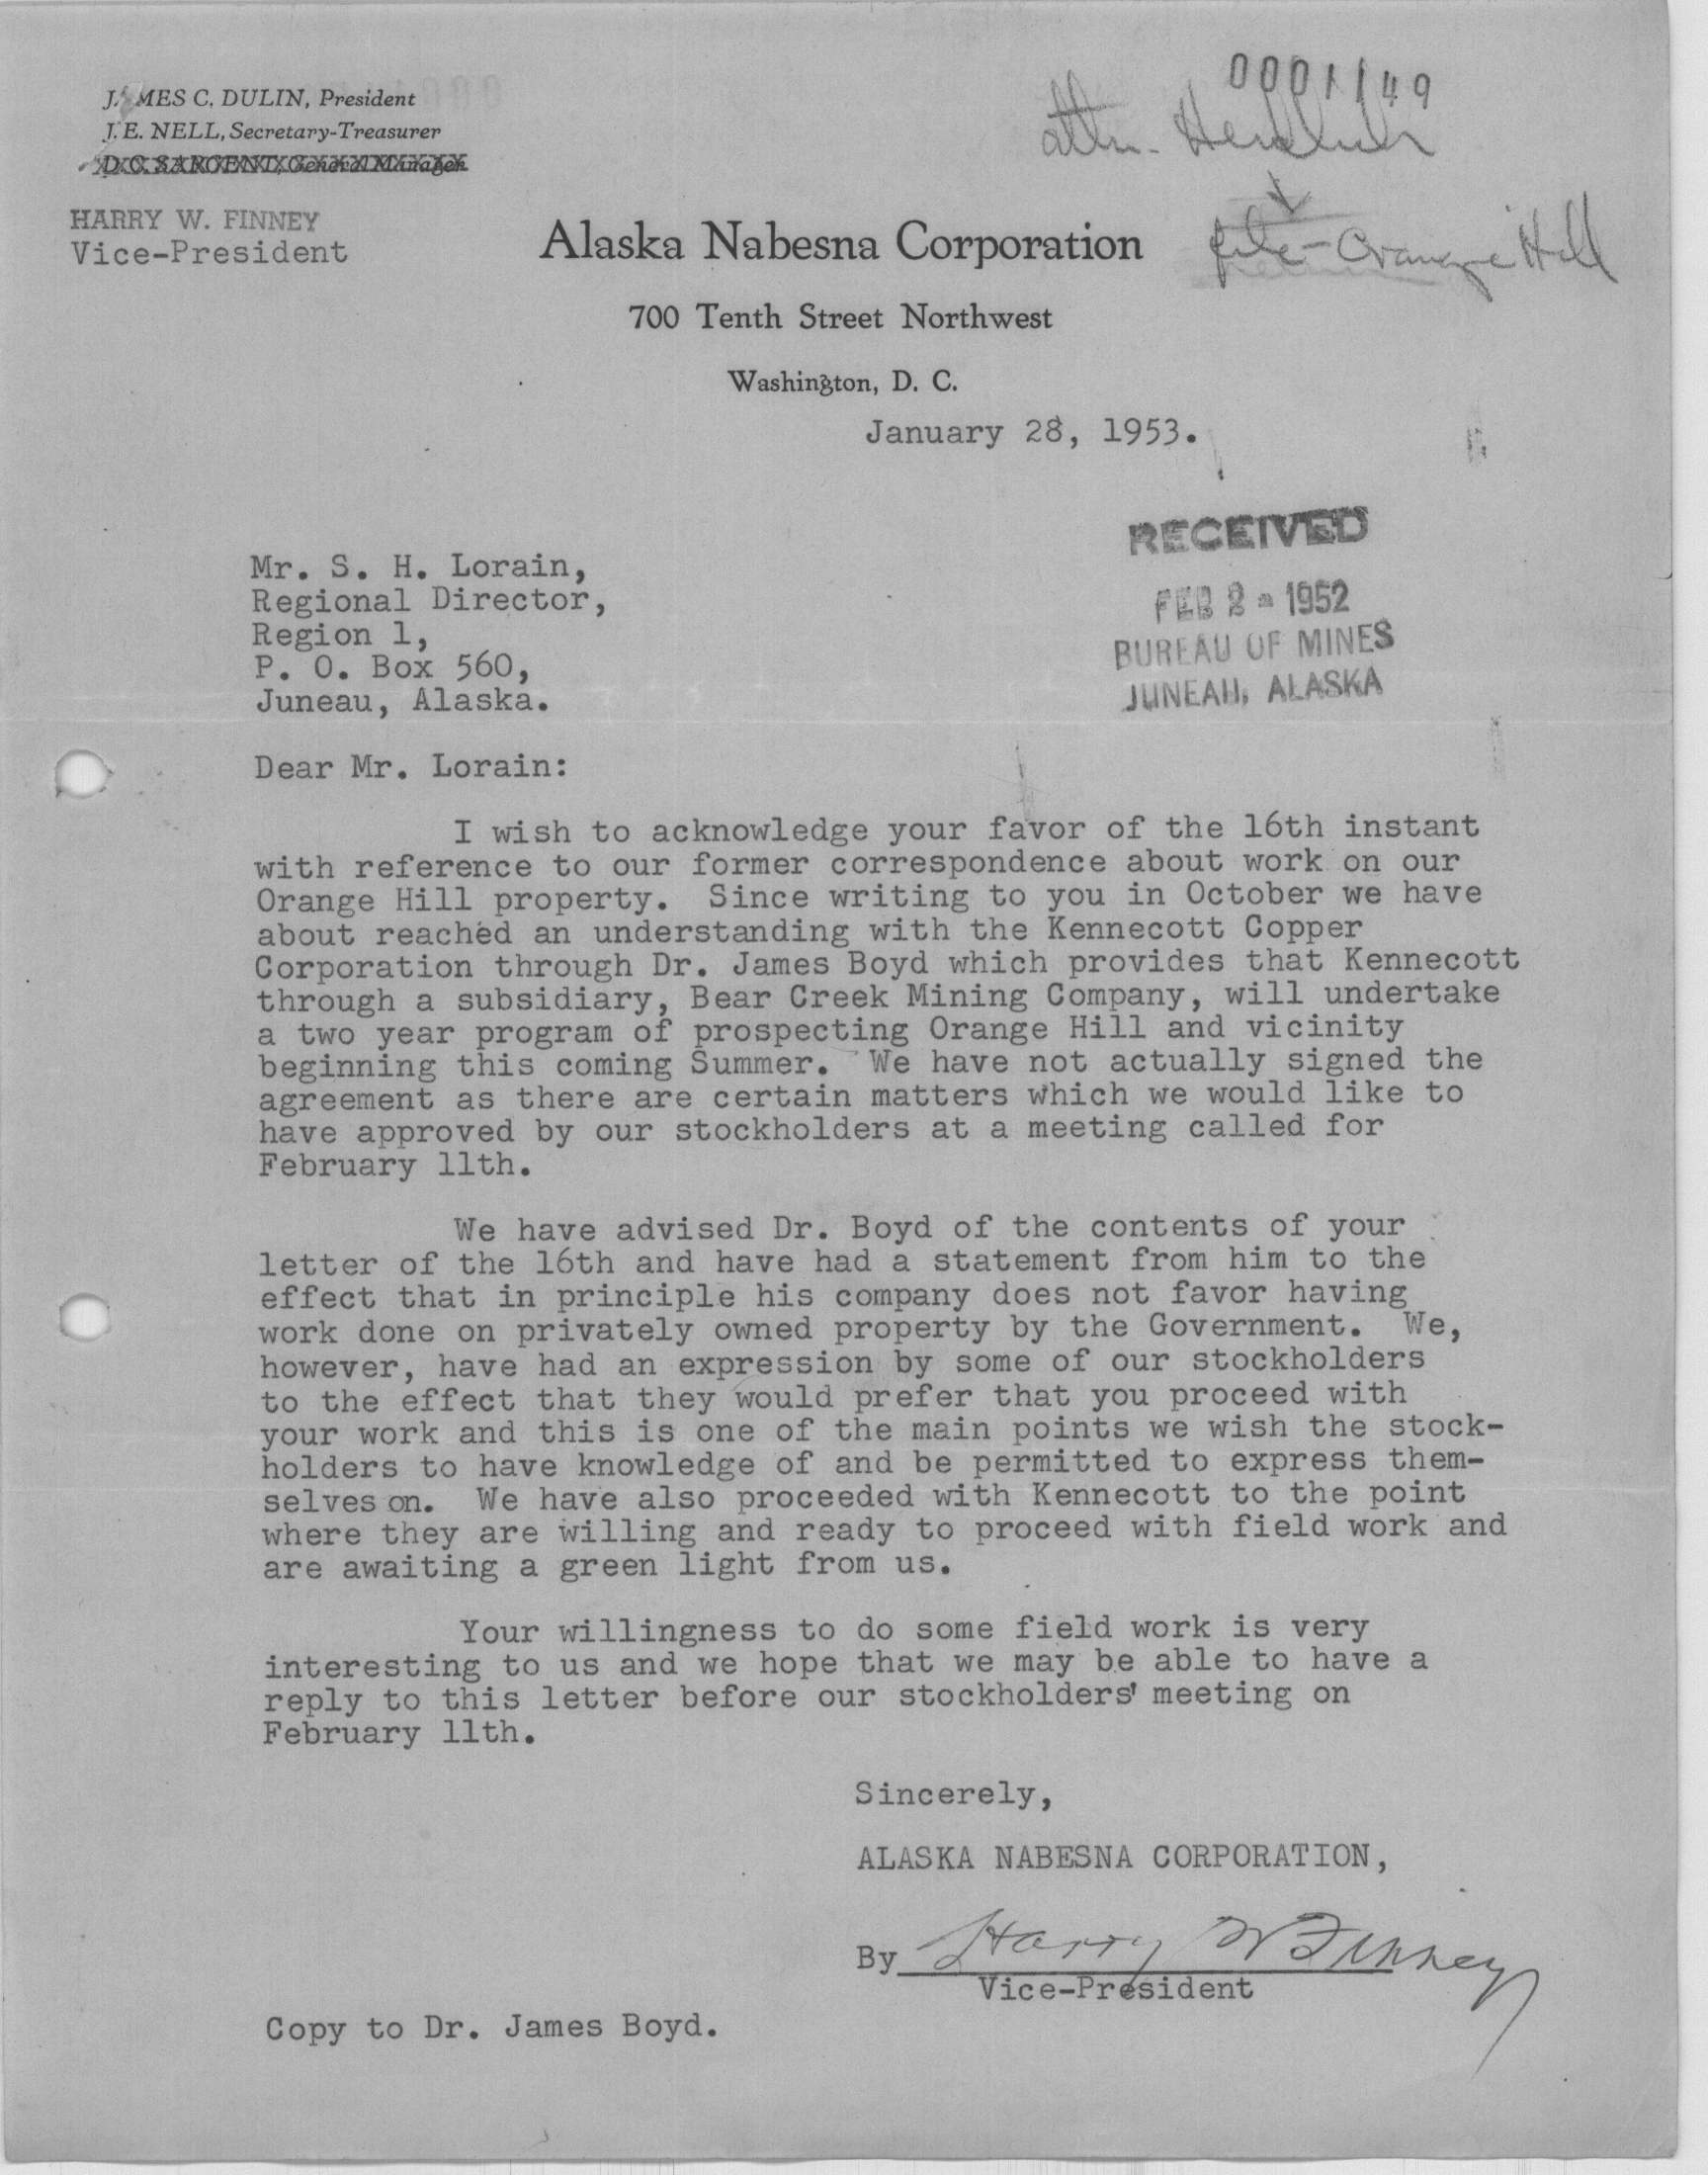 0001149
JAMES C. DULIN, President
J. E. NELL, Secretary-Treasurer
D. C. SARGENT, General Manager
HARRY W. FINNEY
Vice-President
attn.
file - Orange Hill
Alaska Nabesna Corporation
700 Tenth Street Northwest
Washington, D. C.
January 28, 1953.
RECEIVED
FEB 2 - 1952
BUREAU OF MINES
JUNEAU, ALASKA
Mr. S. H. Lorain,
Regional Director,
Region 1,
P. O. Box 560,
Juneau, Alaska.
Dear Mr. Lorain:
I wish to acknowledge your favor of the 16th instant
with reference to our former correspondence about work on our
Orange Hill property. Since writing to you in October we have
about reached an understanding with the Kennecott Copper
Corporation through Dr. James Boyd which provides that Kennecott
through a subsidiary, Bear Creek Mining Company, will undertake
a two year program of prospecting Orange Hill and vicinity
beginning this coming Summer. We have not actually signed the
agreement as there are certain matters which we would like to
have approved by our stockholders at a meeting called for
February 11th.
We have advised Dr. Boyd of the contents of your
letter of the 16th and have had a statement from him to the
effect that in principle his company does not favor having
work done on privately owned property by the Government. We,
however, have had an expression by some of our stockholders
to the effect that they would prefer that you proceed with
your work and this is one of the main points we wish the stock-
holders to have knowledge of and be permitted to express them-
selves on. We have also proceeded with Kennecott to the point
where they are willing and ready to proceed with field work and
are awaiting a green light from us.
Your willingness to do some field work is very
interesting to us and we hope that we may be able to have a
reply to this letter before our stockholders' meeting on
February 11th.
Sincerely,
ALASKA NABESNA CORPORATION,
By Harry W Finney
Vice-President
Copy to Dr. James Boyd.